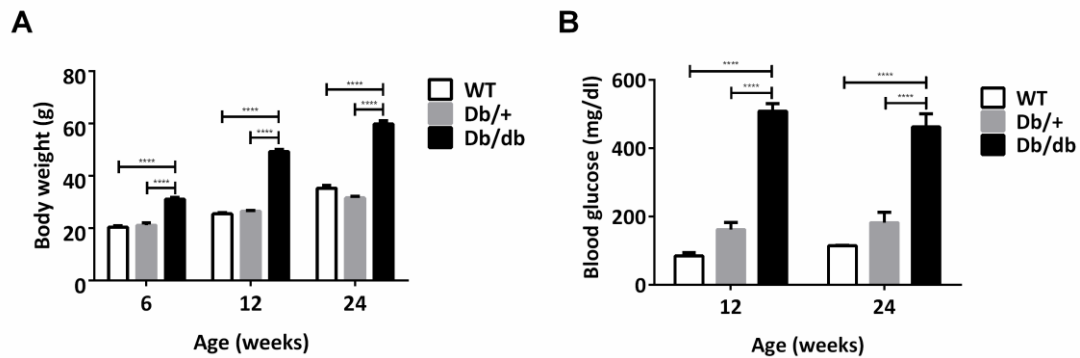 A
Body weight (g)
80
60
40
20
0
****
****
****
****
****
****
6
12
24
Age (weeks)
WT
Db/+
Db/db
B
Blood glucose (mg/dl)
600
400
200
0
****
****
****
****
12
24
Age (weeks)
WT
Db/+
Db/db